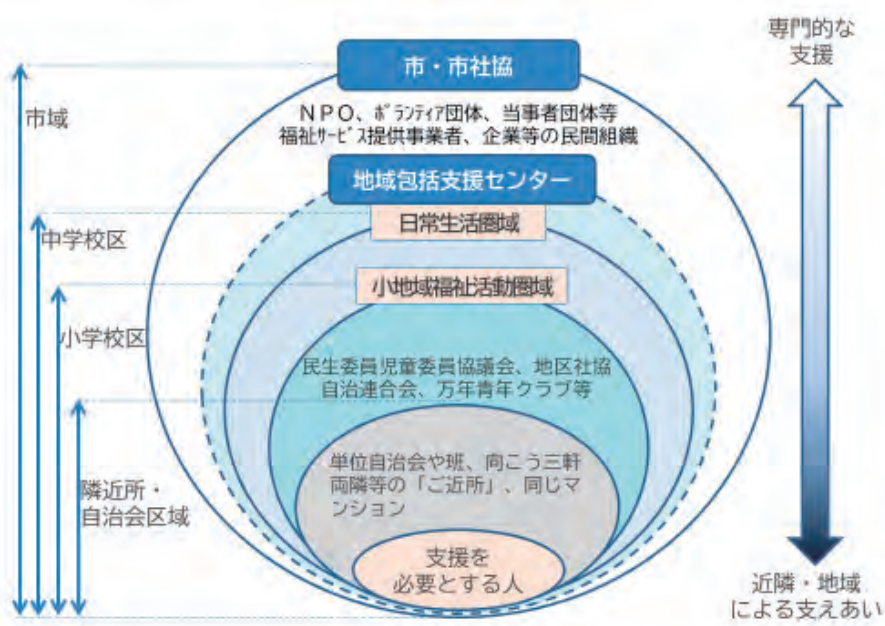 専門的な
支援
市・市社協
市域
NPO、ボランティア団体、当事者団体等
福祉サービス提供事業者、企業等の民間組織
地域包括支援センター
日常生活圏域
中学校区
小地域福祉活動圏域
小学校区
民生委員児童委員協議会、地区社協
自治連合会、万年青年クラブ等
単位自治会や班、向こう三軒
両隣等の「ご近所」、同じマ
ンション
隣近所・
自治会区域
支援を
必要とする人
近隣・地域
による支えあい